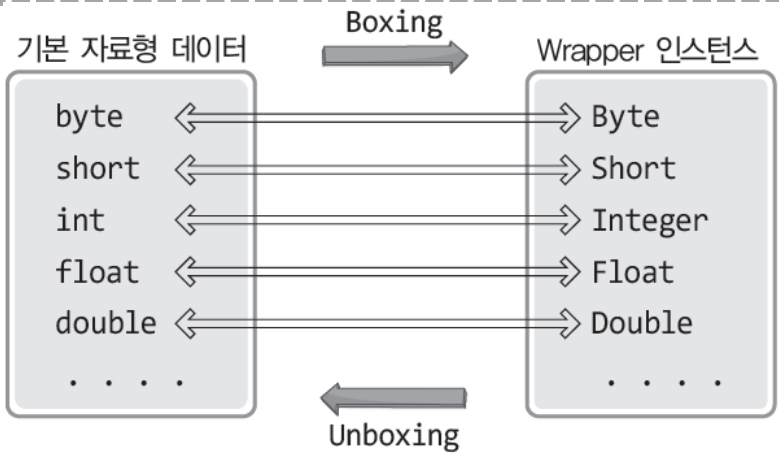 Boxing
기본 자료형 데이터
Wrapper 인스턴스
byte
Byte
short
Short
int
Integer
float
Float
double
Double
. . . .
. . . .
Unboxing